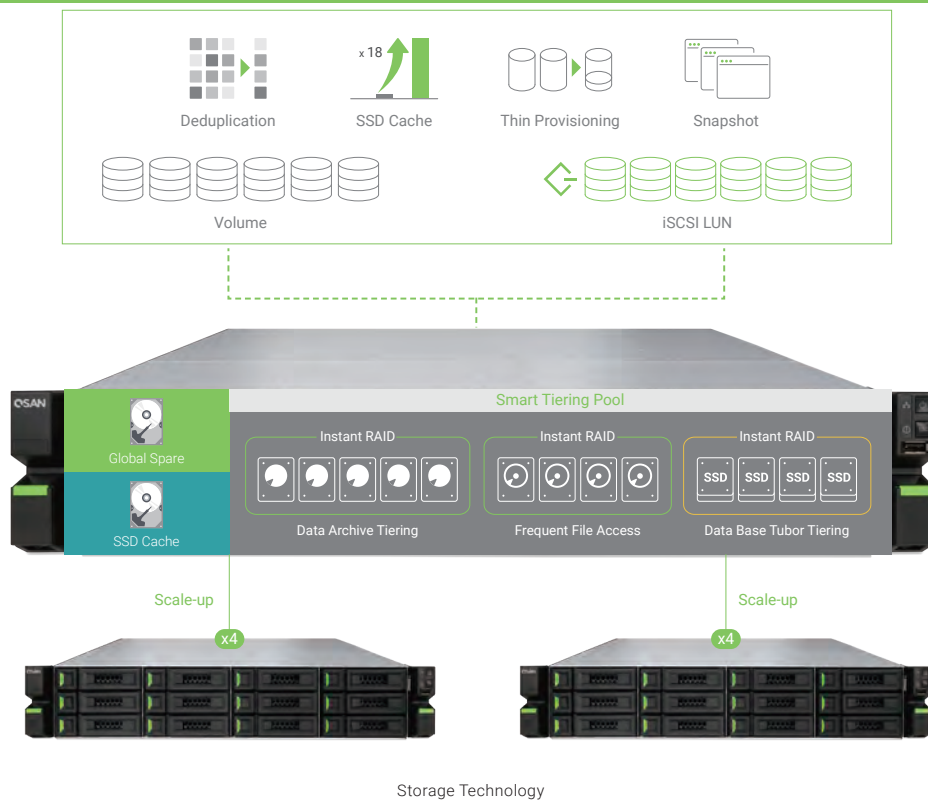 x 18
Deduplication
SSD Cache
Thin Provisioning
Snapshot
Volume
iSCSI LUN
QSAN
Smart Tiering Pool
Global Spare
SSD Cache
Instant RAID
Instant RAID
Instant RAID
SSD SSD SSD SSD
Data Archive Tiering
Frequent File Access
Data Base Tubor Tiering
Scale-up
Scale-up
x4
x4
Storage Technology